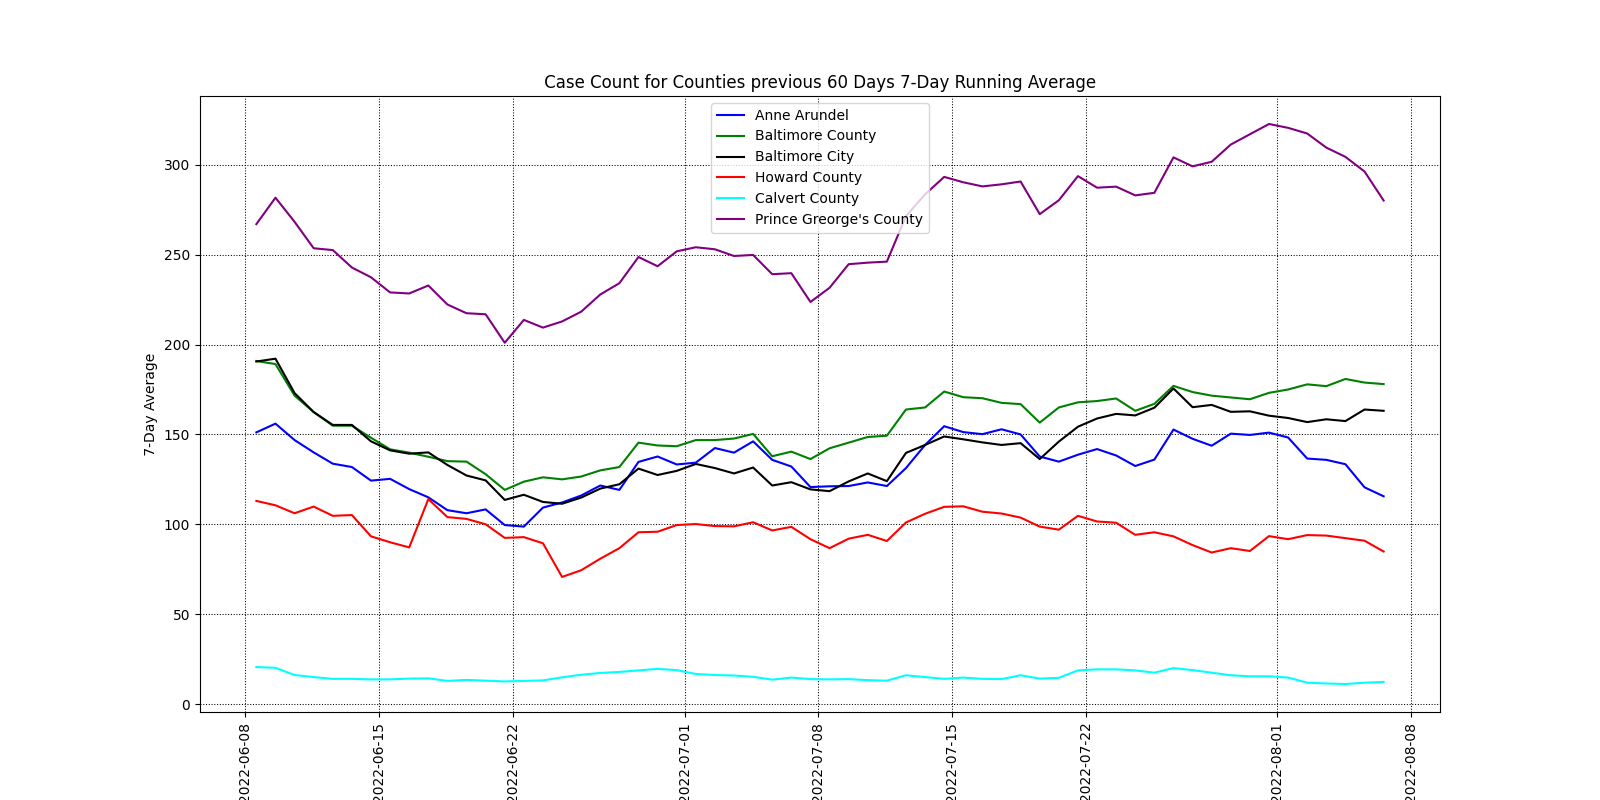 Case Count for Counties previous 60 Days 7-Day Running Average
Anne Arundel
Baltimore County
Baltimore City
Howard County
Calvert County
Prince Greorge's County
7-Day Average
300
250
200
150
100
50
0
2022-06-08
2022-06-15
2022-06-22
2022-07-01
2022-07-08
2022-07-15
2022-07-22
2022-08-01
2022-08-08